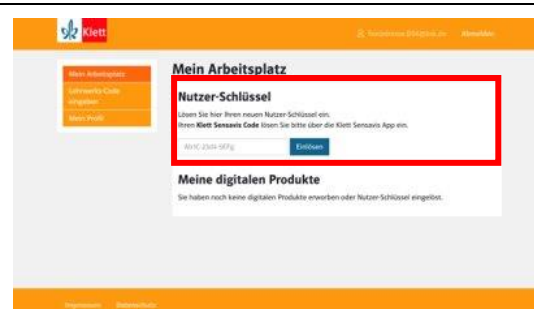 Klett
Abmelden
Mein Arbeitsplatz
Lehrwerks-Code
eingeben
Mein Profil
Mein Arbeitsplatz
Nutzer-Schlüssel
Lösen Sie hier Ihren neuen Nutzer-Schlüssel ein.
Ihren Klett Sensavis Code lösen Sie bitte über die Klett Sensavis App ein.
Einlösen
Meine digitalen Produkte
Sie haben noch keine digitalen Produkte erworben oder Nutzer-Schlüssel eingelöst.
Impressum Datenschutz